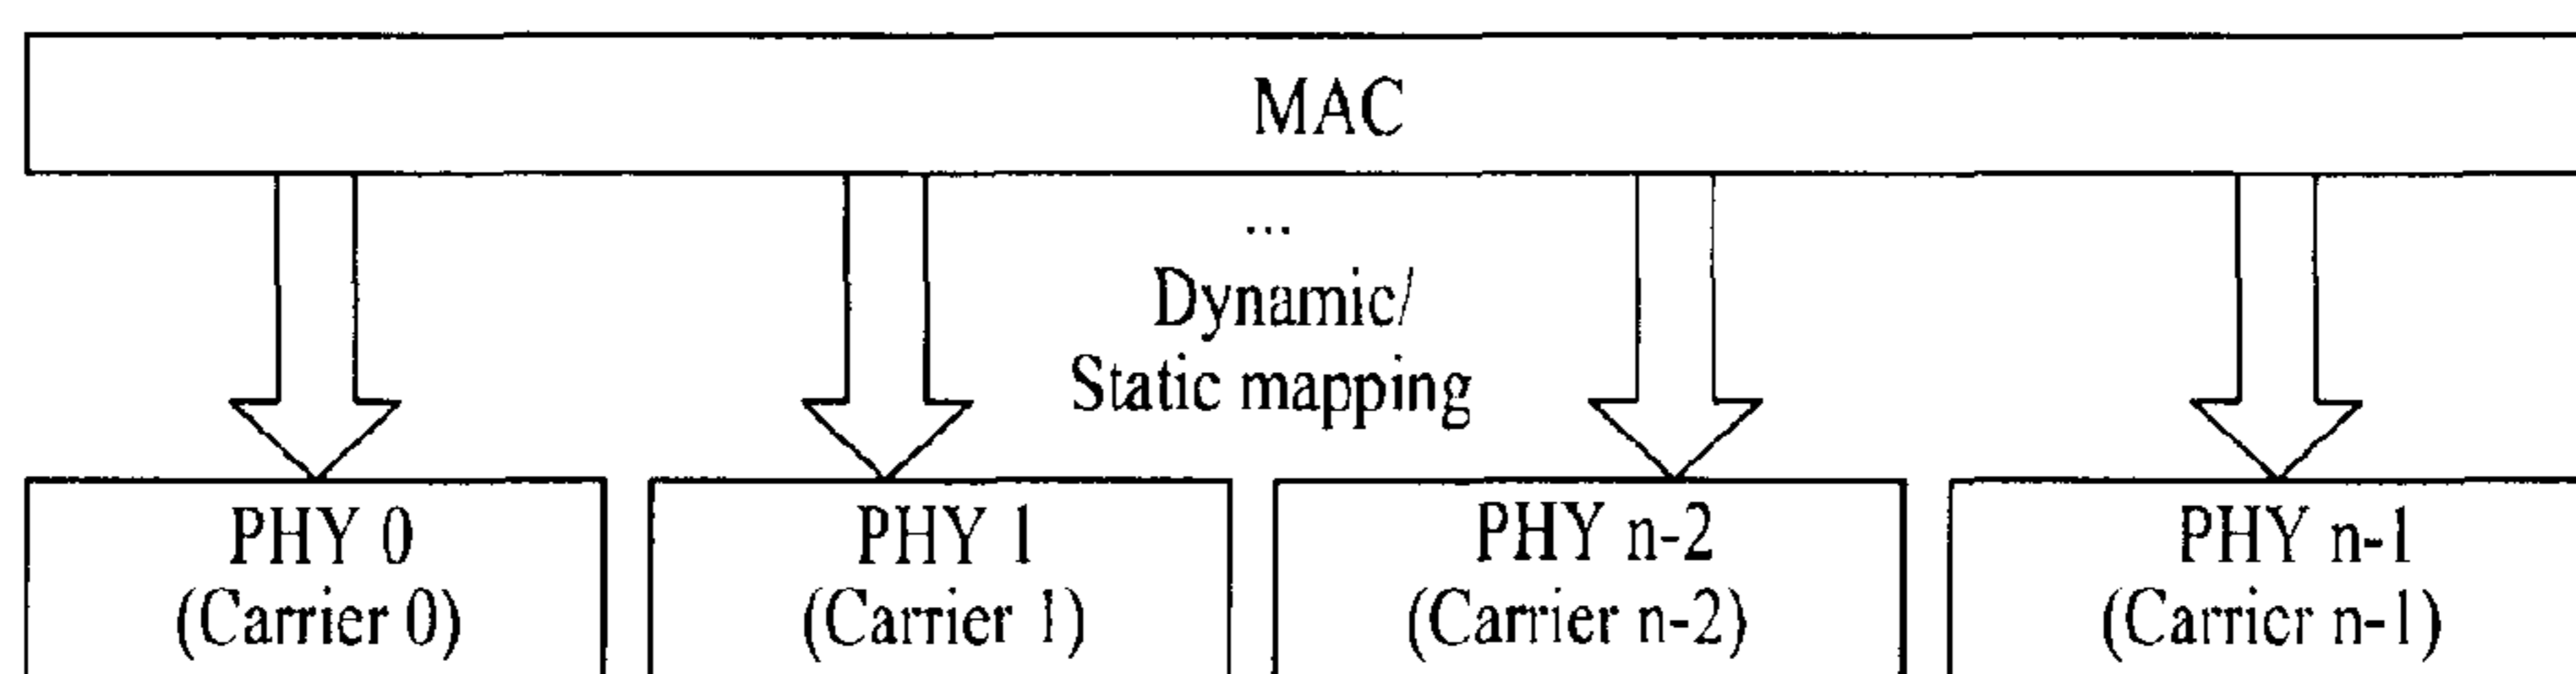 MAC
...
Dynamic/
Static mapping
PHY 0
(Carrier 0)
PHY 1
(Carrier 1)
PHY n-2
(Carrier n-2)
PHY n-1
(Carrier n-1)